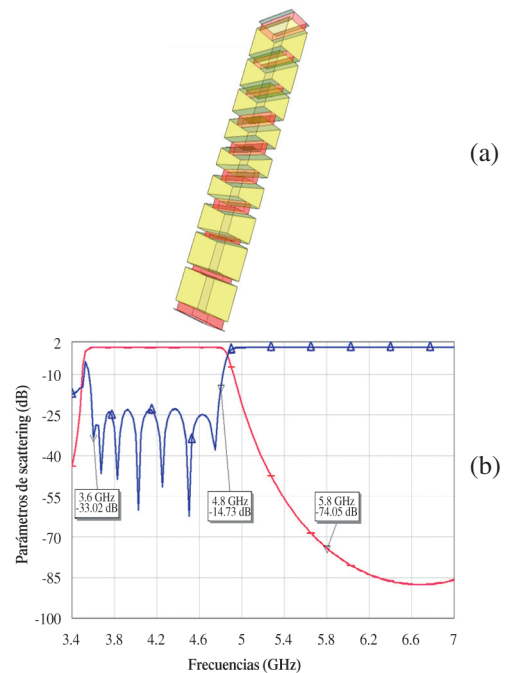 (a)
2
-10
-25
-40
-55
-70
-85
-100
Parámetros de scattering (dB)
3.6 GHz
-33.02 dB
4.8 GHz
-14.73 dB
5.8 GHz
-74.05 dB
(b)
3.4 3.8 4.2 4.6 5 5.4 5.8 6.2 6.6 7
Frecuencias (GHz)